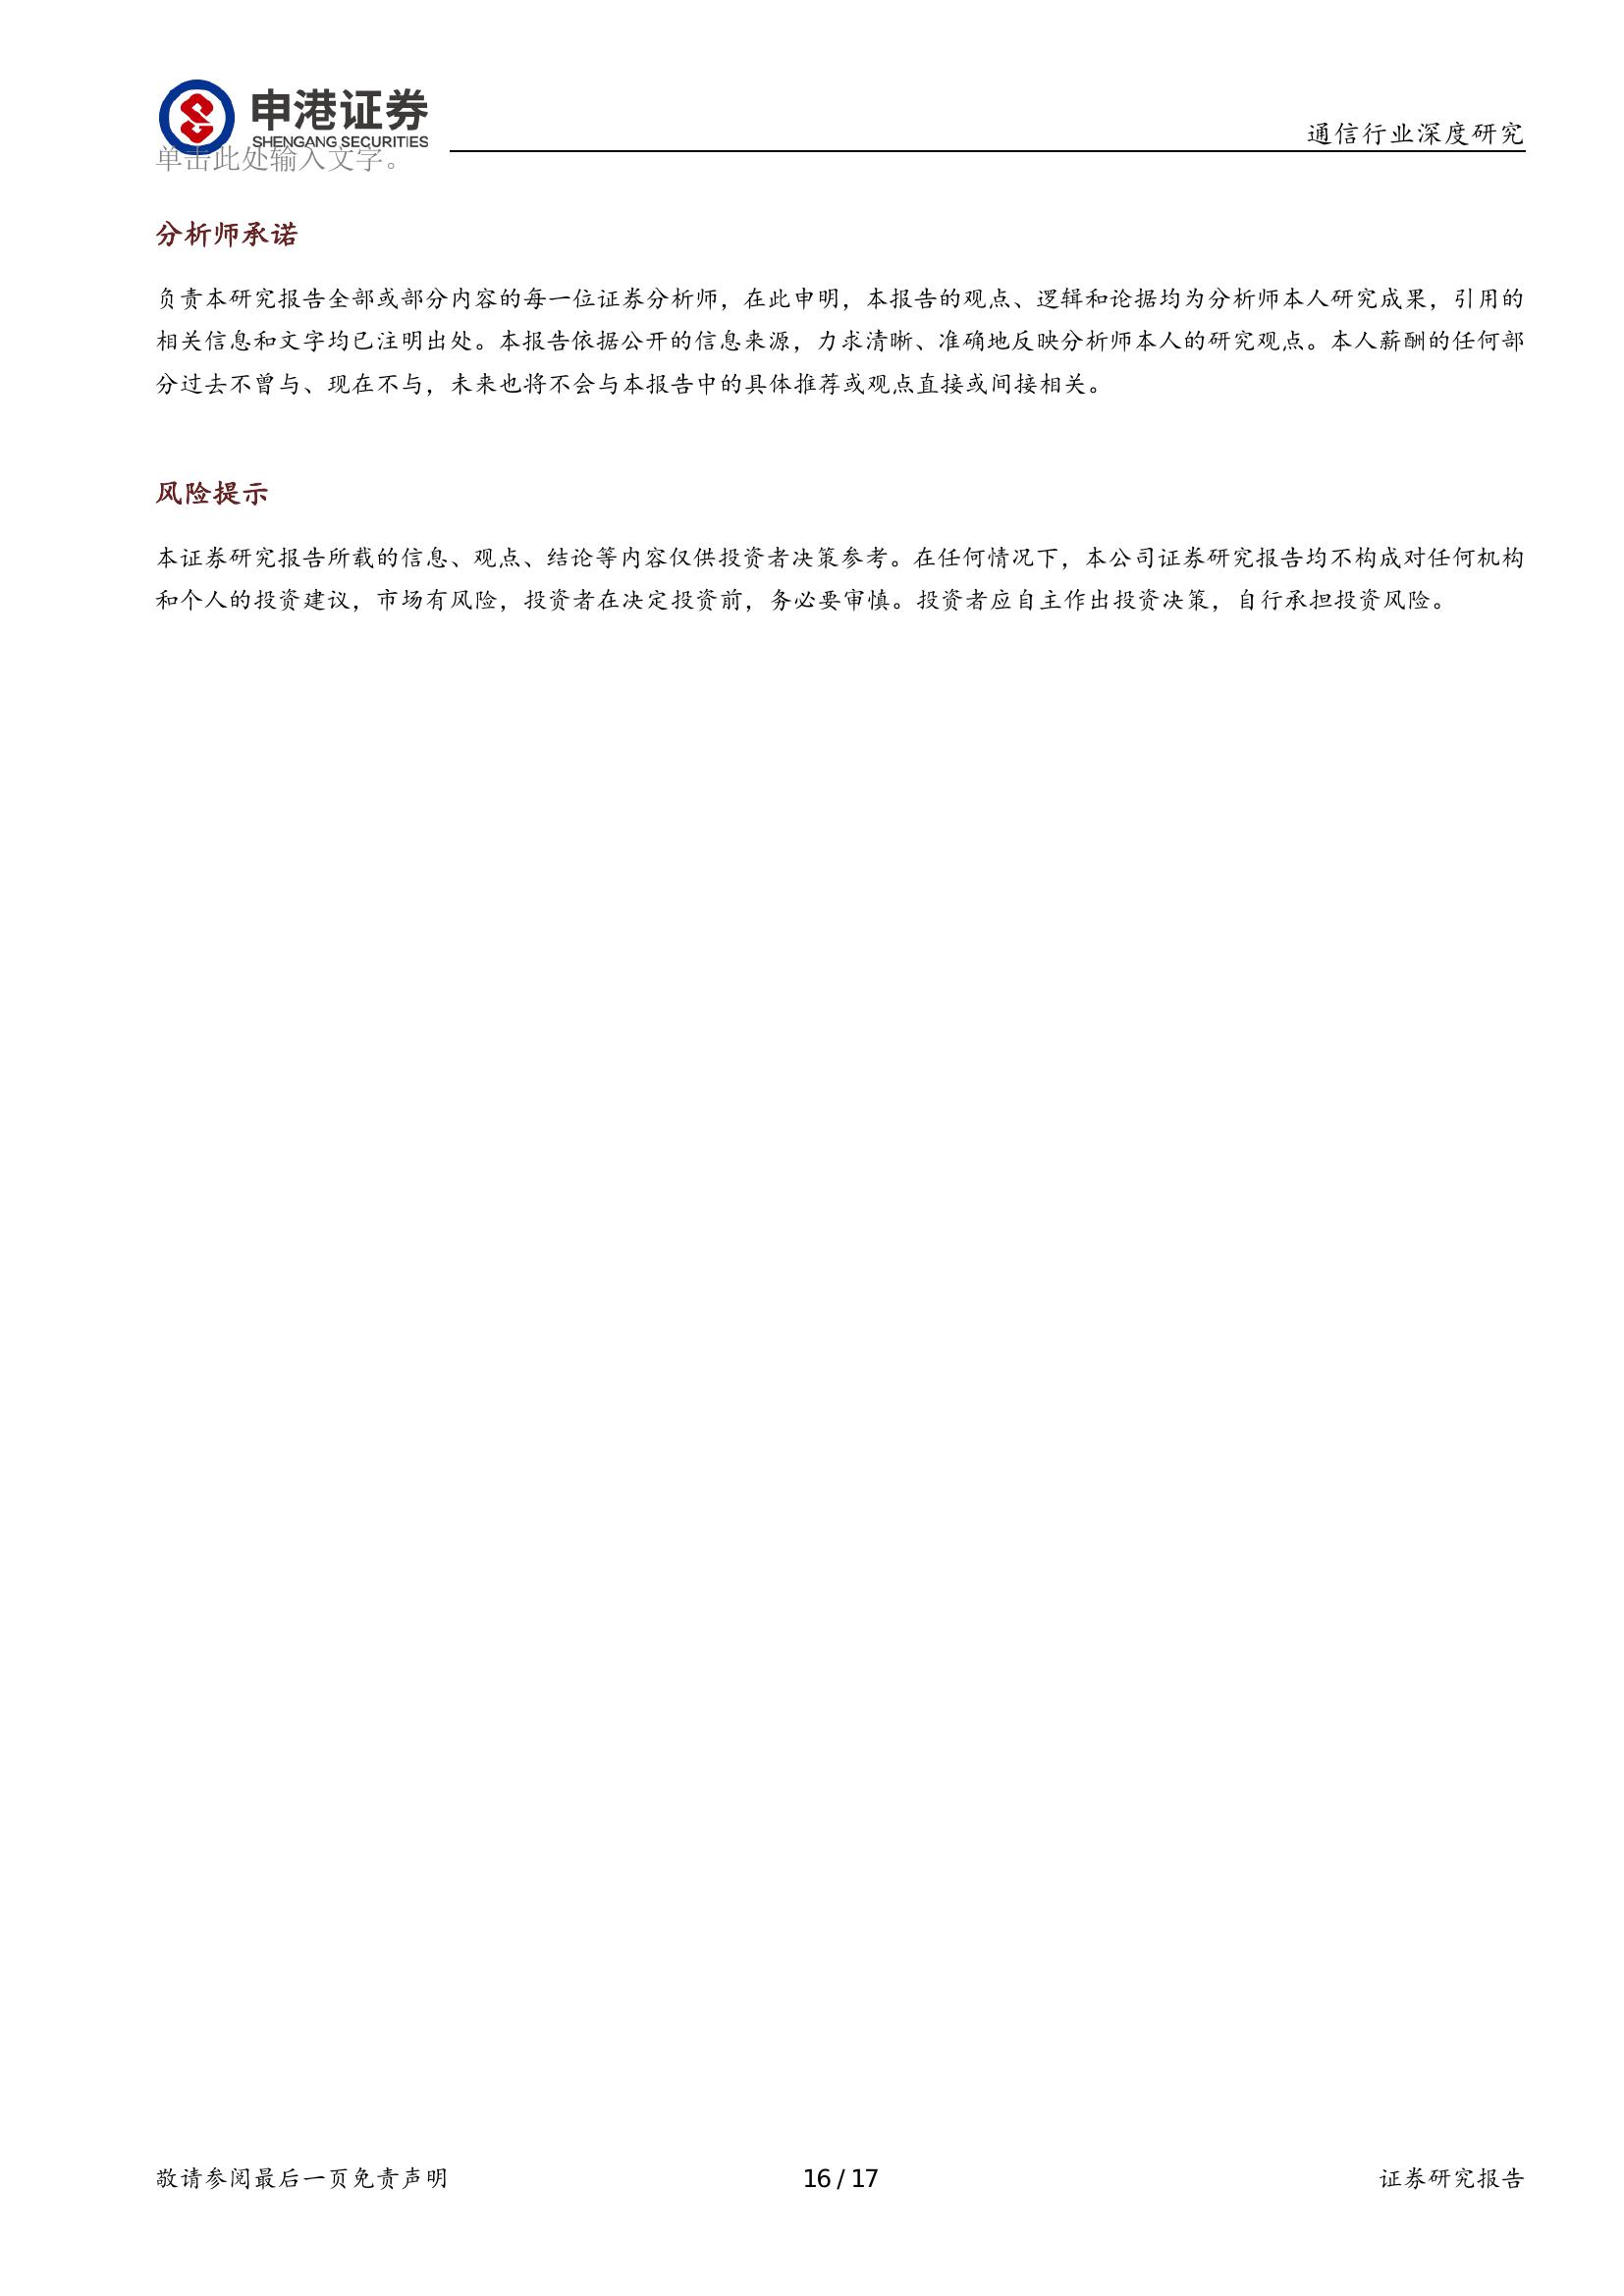 申港证券
SHENGANG SECURITIES
通信行业深度研究
单击此处输入文字。
分析师承诺
负责本研究报告全部或部分内容的每一位证券分析师，在此申明，本报告的观点、逻辑和论据均为分析师本人研究成果，引用的
相关信息和文字均已注明出处。本报告依据公开的信息来源，力求清晰、准确地反映分析师本人的研究观点。本人薪酬的任何部
分过去不曾与、现在不与，未来也将不会与本报告中的具体推荐或观点直接或间接相关。
风险提示
本证券研究报告所载的信息、观点、结论等内容仅供投资者决策参考。在任何情况下，本公司证券研究报告均不构成对任何机构
和个人的投资建议，市场有风险，投资者在决定投资前，务必要审慎。投资者应自主作出投资决策，自行承担投资风险。
敬请参阅最后一页免责声明
16 / 17
证券研究报告